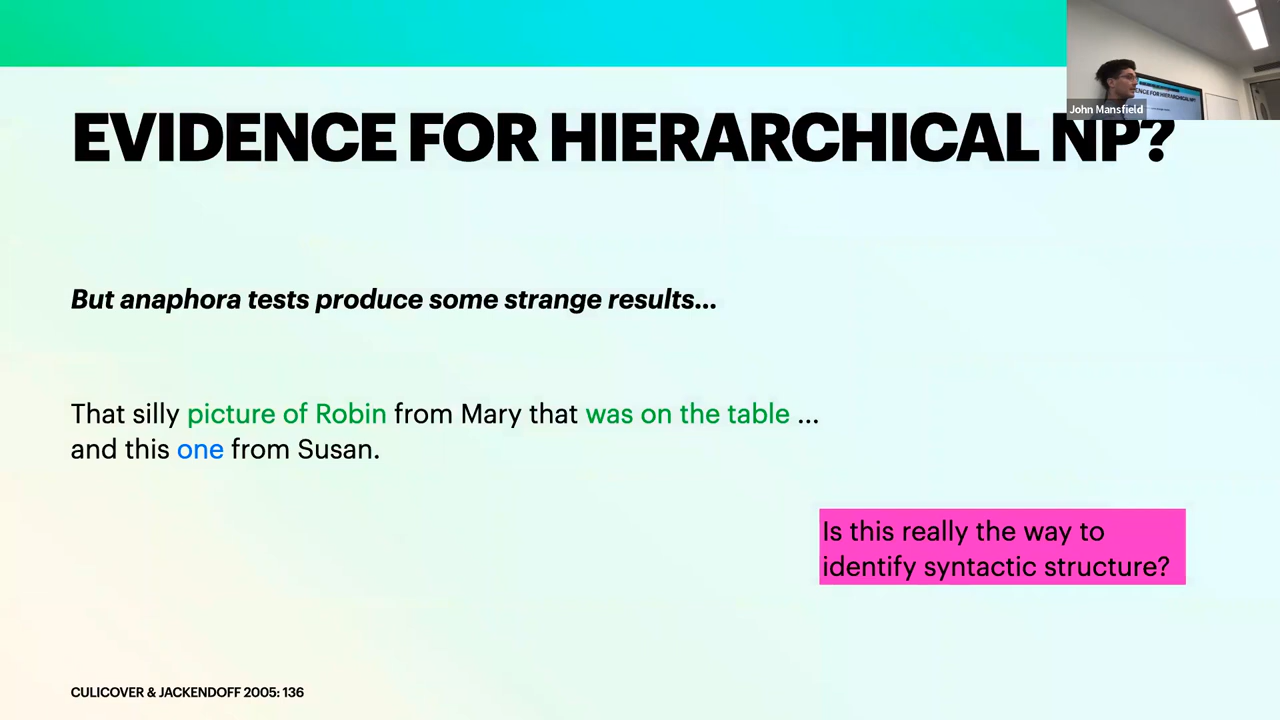 EVIDENCE FOR HIERARCHICAL NP?
John Mansfield
But anaphora tests produce some strange results...
That silly picture of Robin from Mary that was on the table ...
and this one from Susan.
Is this really the way to
identify syntactic structure?
CULICOVER & JACKENDOFF 2005: 136